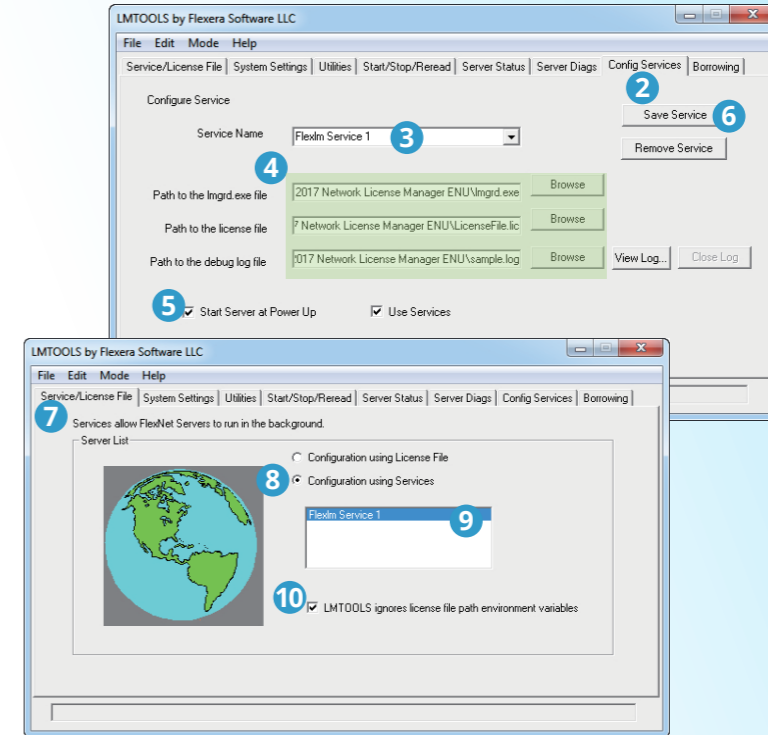 LMTOOLS by Flexera Software LLC
File Edit Mode Help
Service/License File System Settings Utilities Start/Stop/Reread Server Status Server Diags Config Services Borrowing
2
Configure Service
Save Service 6
Service Name Flexlm Service 1 3
Remove Service
4
Path to the lmgrd.exe file 2017 Network License Manager ENU\lmgrd.exe Browse
Path to the license file 7 Network License Manager ENU\LicenseFile.lic Browse
Path to the debug log file 2017 Network License Manager ENU\sample.log Browse View Log... Close Log
5 Start Server at Power Up Use Services
LMTOOLS by Flexera Software LLC
File Edit Mode Help
Service/License File System Settings Utilities Start/Stop/Reread Server Status Server Diags Config Services Borrowing
7
Services allow FlexNet Servers to run in the background.
Server List
Configuration using License File
8 Configuration using Services
Flexlm Service 1 9
10 LMTOOLS ignores license file path environment variables